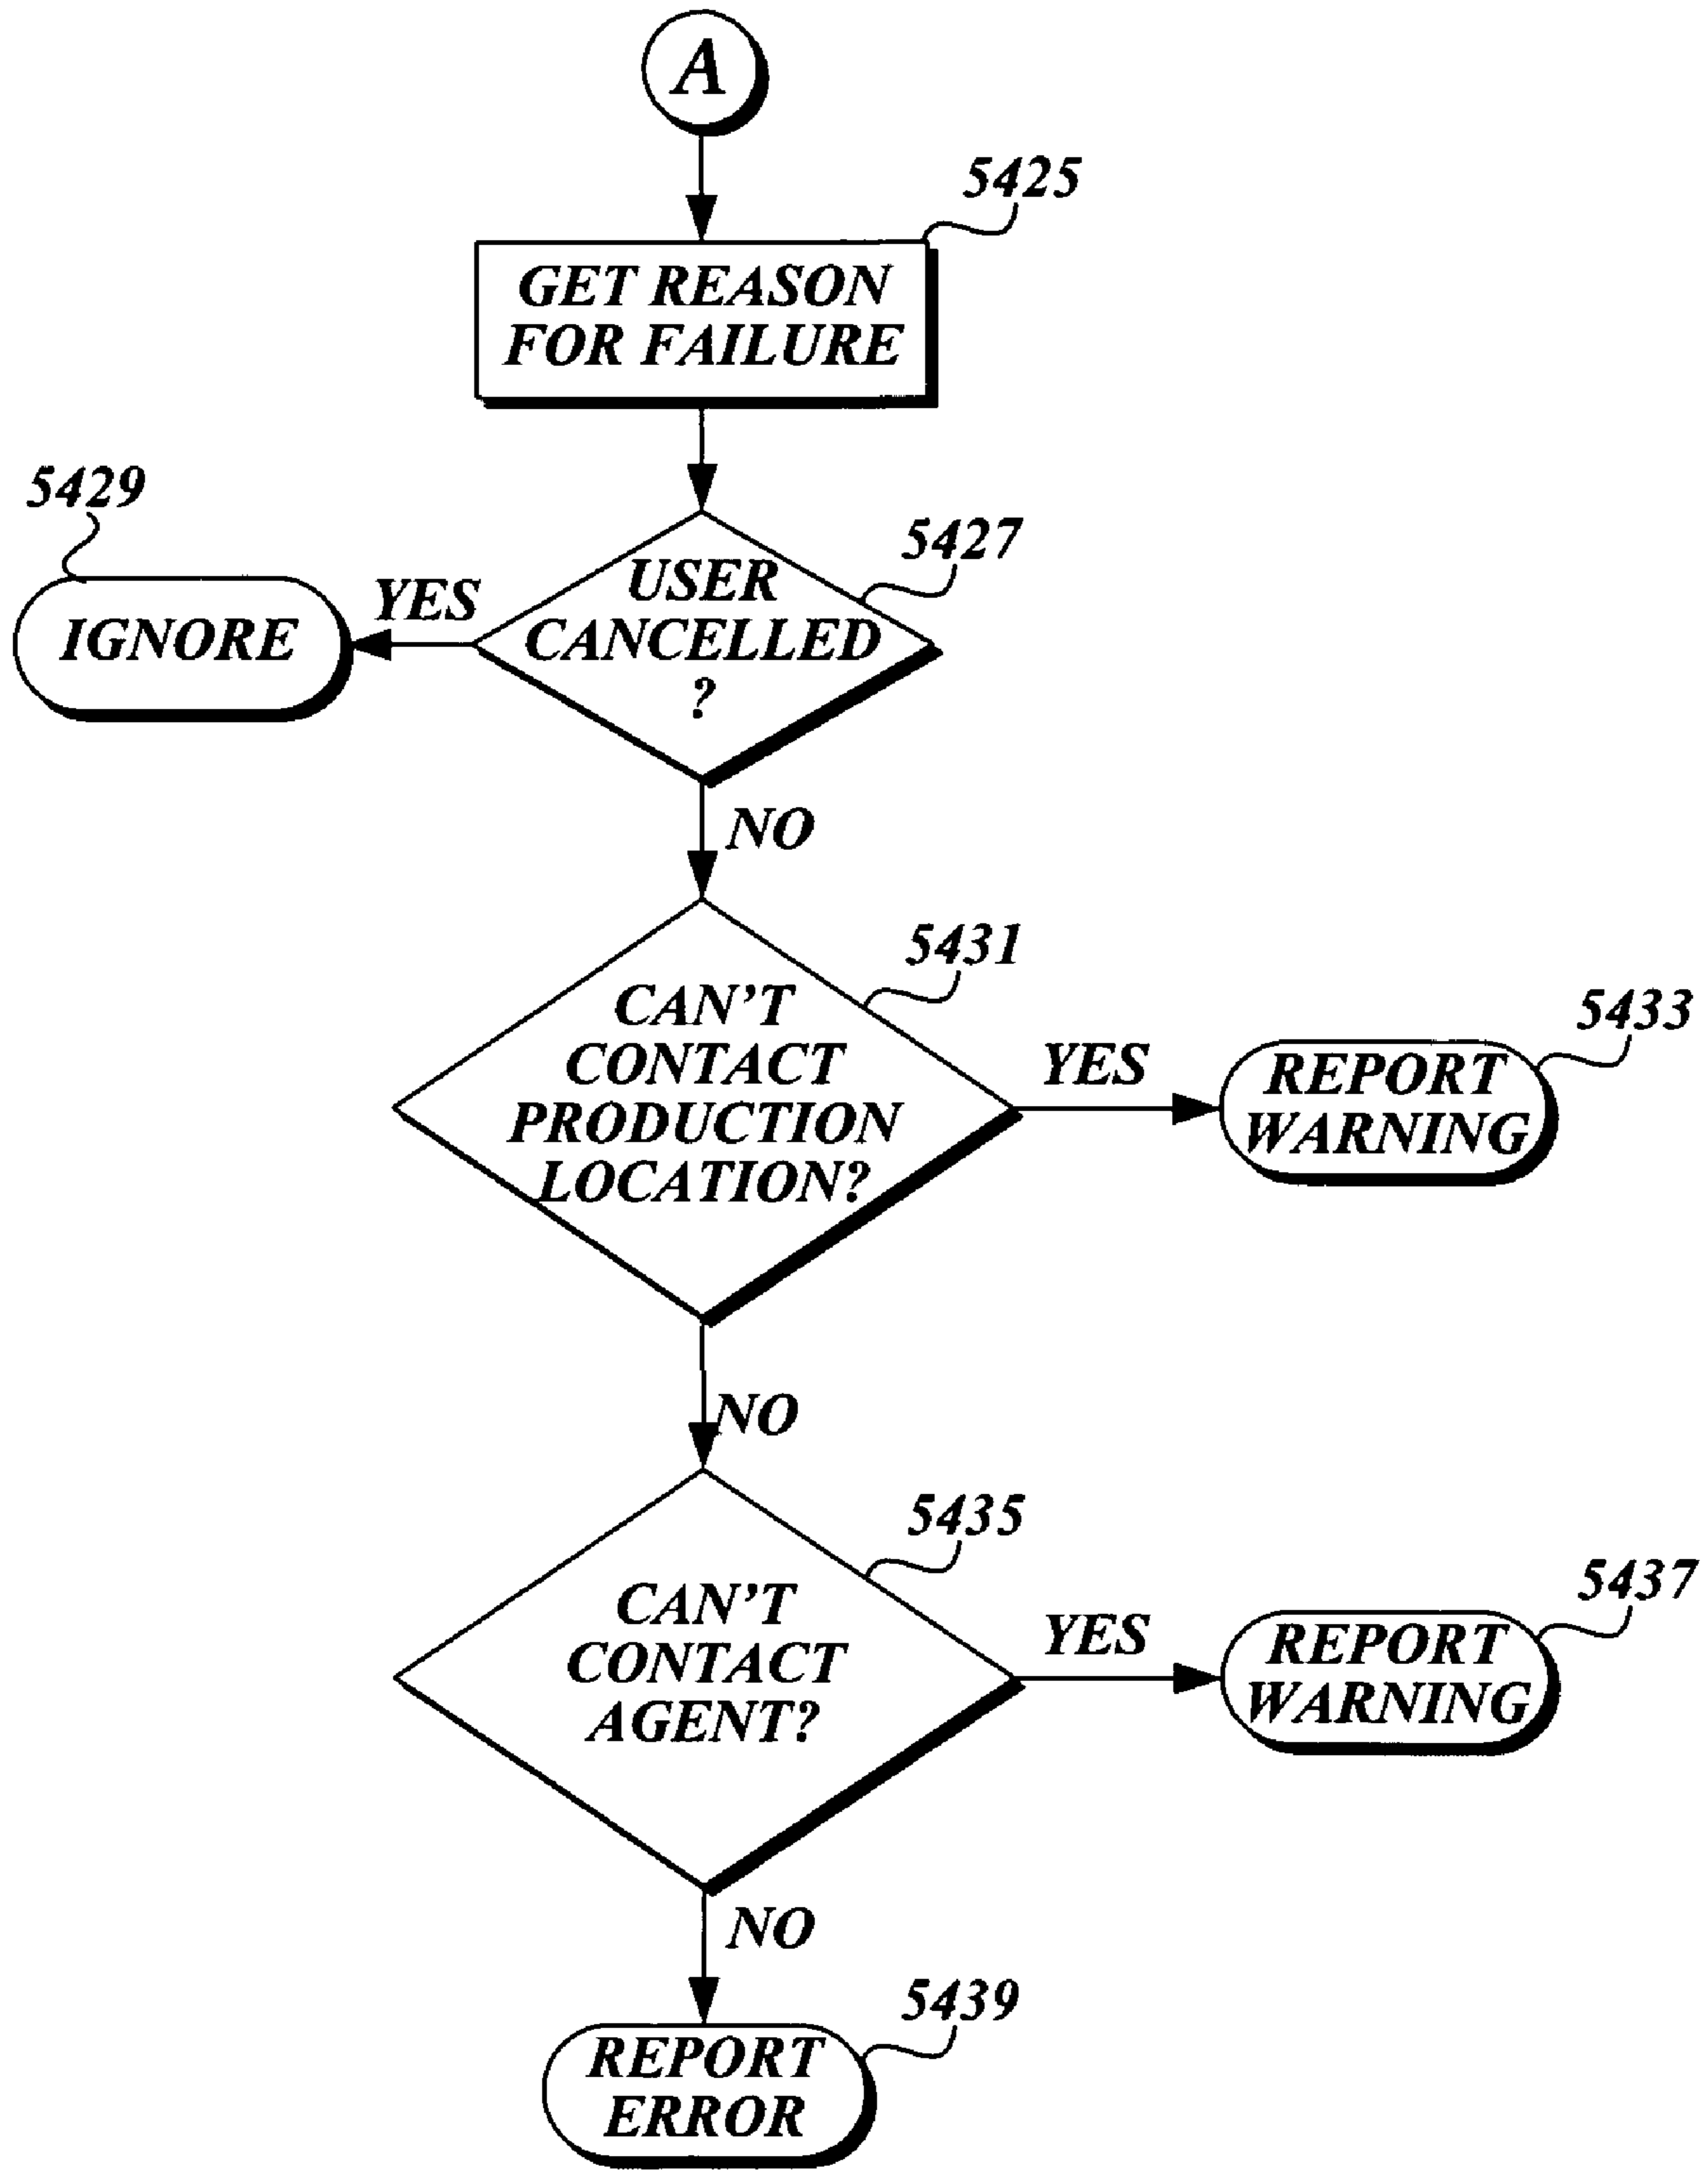 A
5425
GET REASON
FOR FAILURE
5429
5427
YES
IGNORE
USER
CANCELLED
?
NO
5431
CAN'T
CONTACT
PRODUCTION
LOCATION?
YES
5433
REPORT
WARNING
NO
5435
CAN'T
CONTACT
AGENT?
YES
5437
REPORT
WARNING
NO
5439
REPORT
ERROR